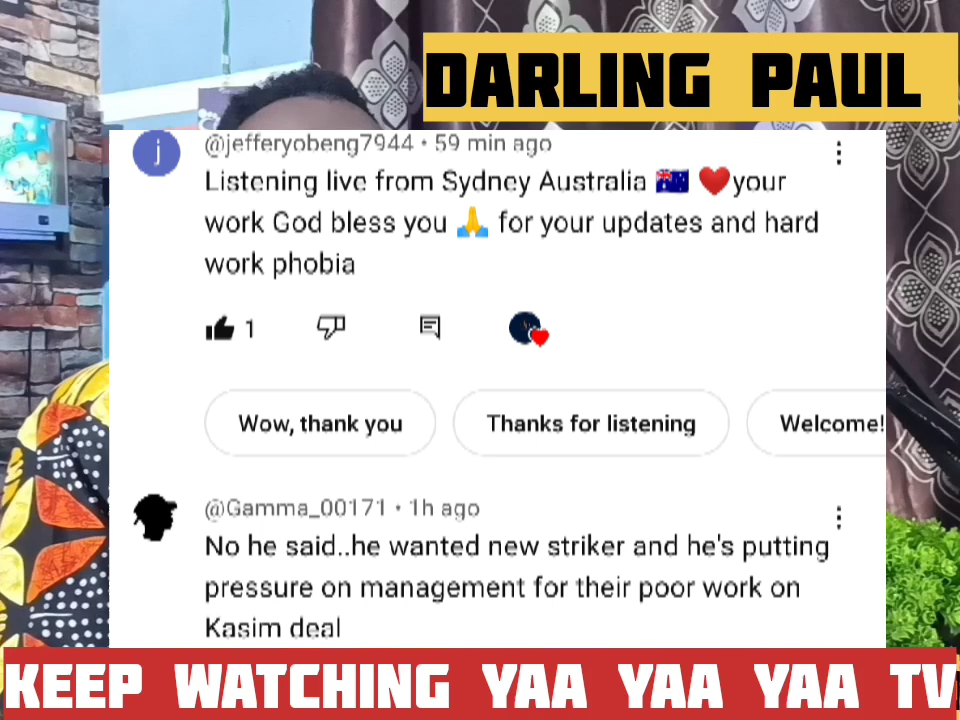 DARLING PAUL
j
@jefferyobeng7944 • 59 min ago
Listening live from Sydney Australia 🇦🇺 ❤️your
work God bless you 🙏 for your updates and hard
work phobia
1
Wow, thank you
Thanks for listening
Welcome!
@Gamma_00171 • 1h ago
No he said..he wanted new striker and he's putting
pressure on management for their poor work on
Kasim deal
KEEP WATCHING YAA YAA YAA TV